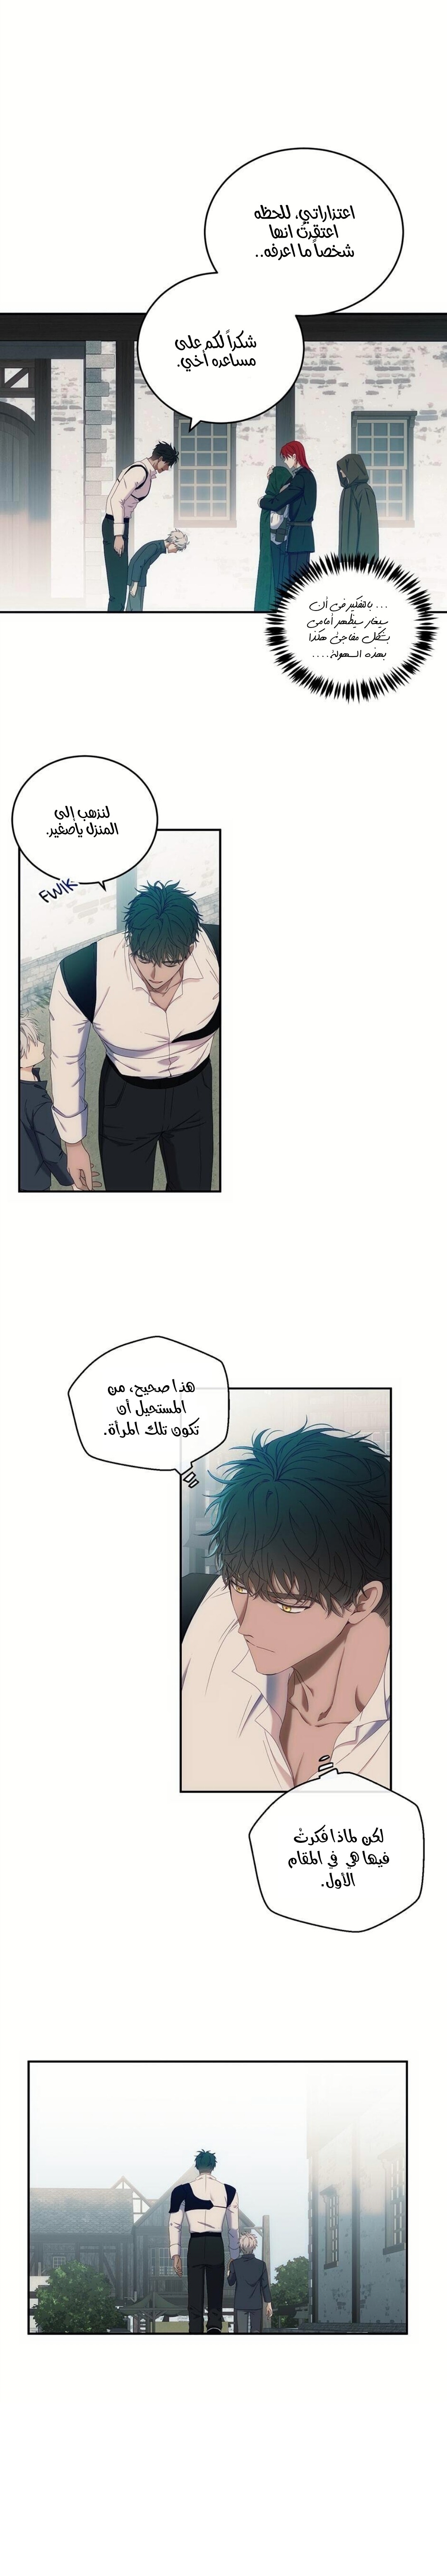 اعتذاراتي، للحظه
اعتقدتُ انها
شخصاً ما اعرفه..
شكراً لكم على
مساعده أخي.
... بالتفكير في أن
سيغار سيظهر أمامي
بشكل مفاجئ هكذا
بهذه السهولة....
لنذهب إلى
المنزل ياصغير.
FWIK
هذا صحيح، من
المستحيل أن
تكون تلك المرأة.
لكن لماذا فكرتُ
فيها هي في المقام
الأول.